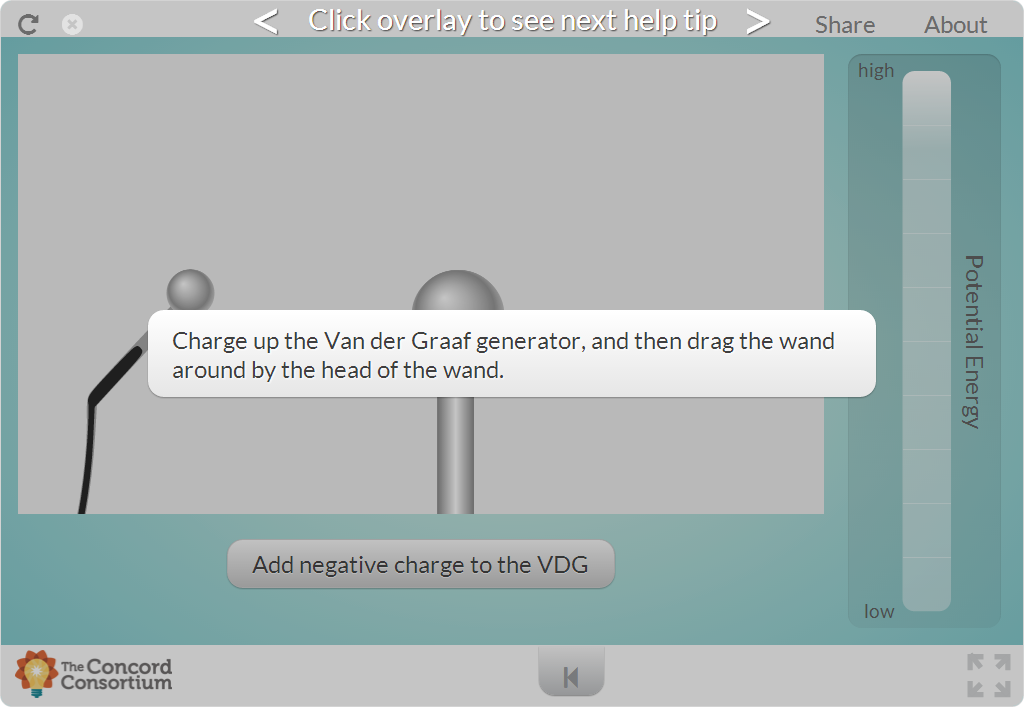 < Click overlay to see next help tip >
Share
About
high
Charge up the Van der Graaf generator, and then drag the wand
around by the head of the wand.
Potential Energy
Add negative charge to the VDG
low
The Concord
Consortium